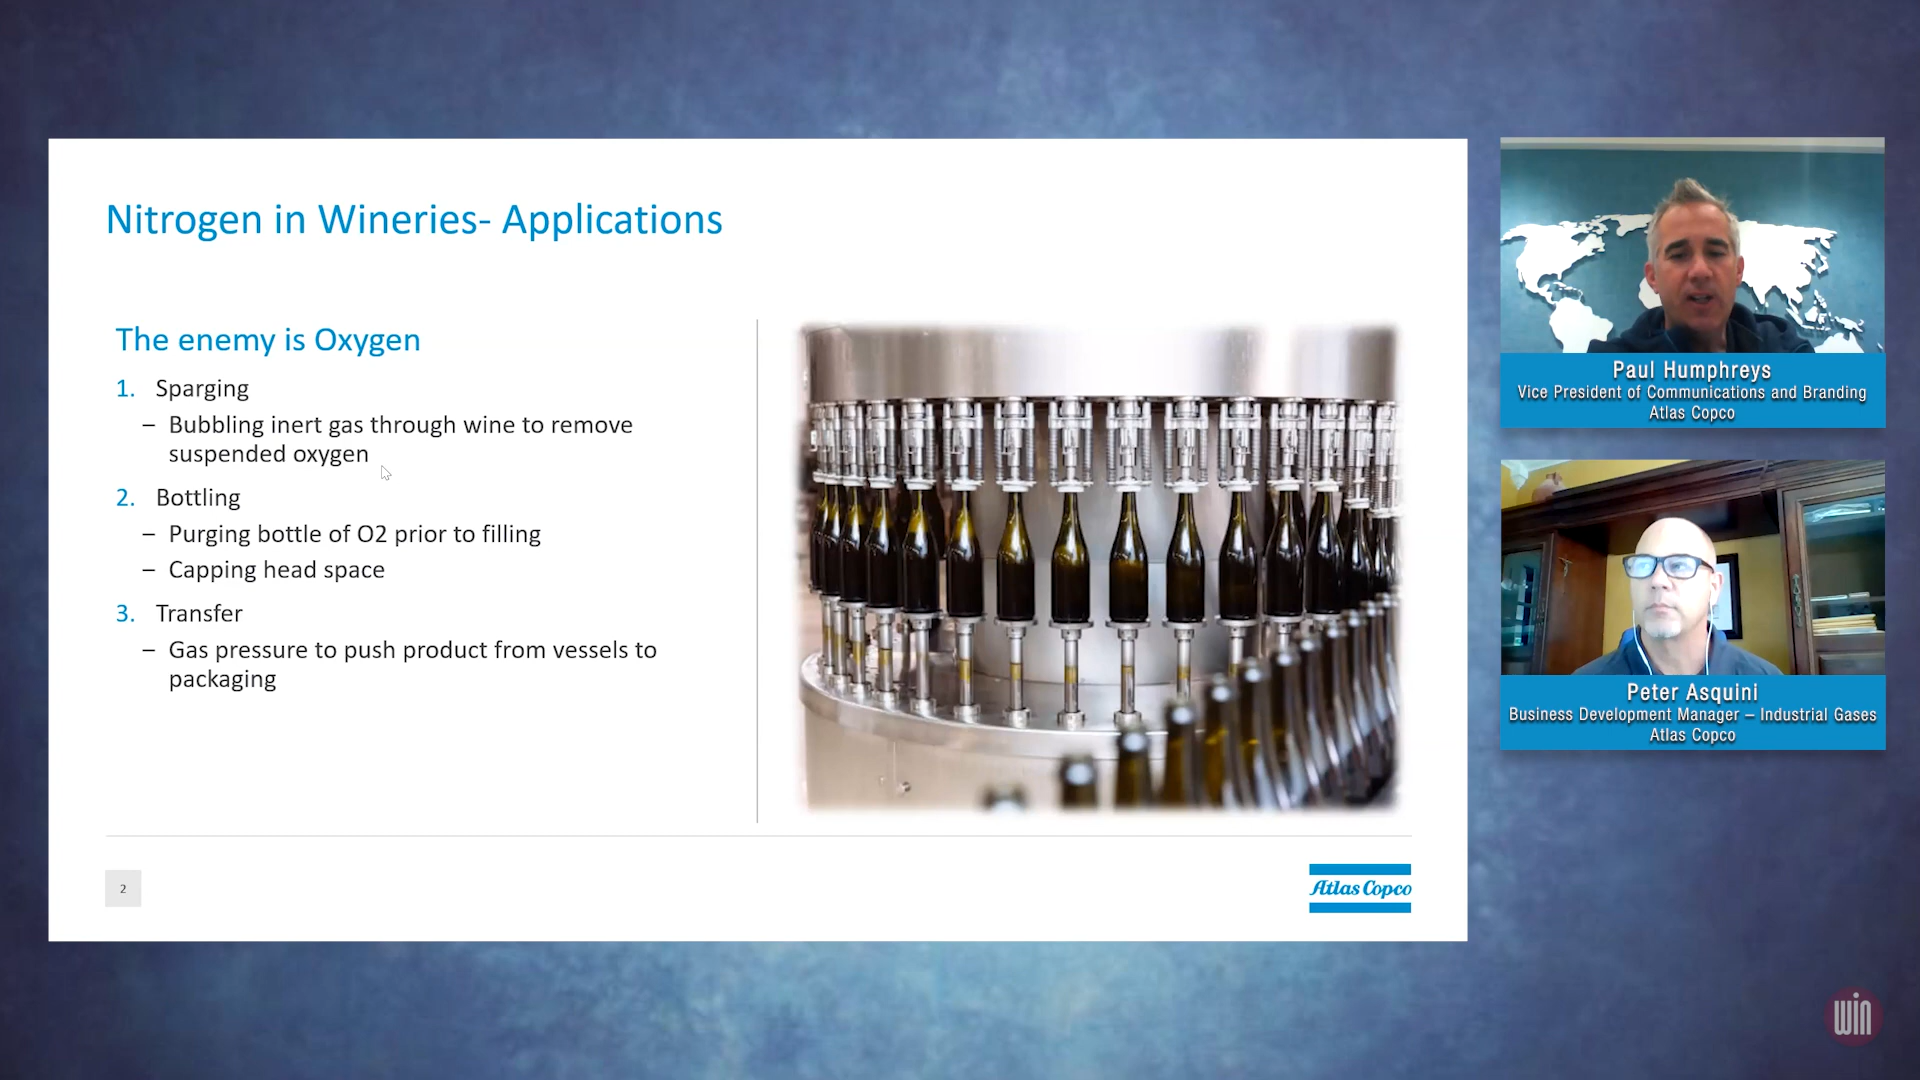 Nitrogen in Wineries- Applications
The enemy is Oxygen
1. Sparging
– Bubbling inert gas through wine to remove
suspended oxygen
2. Bottling
– Purging bottle of O2 prior to filling
– Capping head space
3. Transfer
– Gas pressure to push product from vessels to
packaging
2
Atlas Copco
Paul Humphreys
Vice President of Communications and Branding
Atlas Copco
Peter Asquini
Business Development Manager – Industrial Gases
Atlas Copco
win